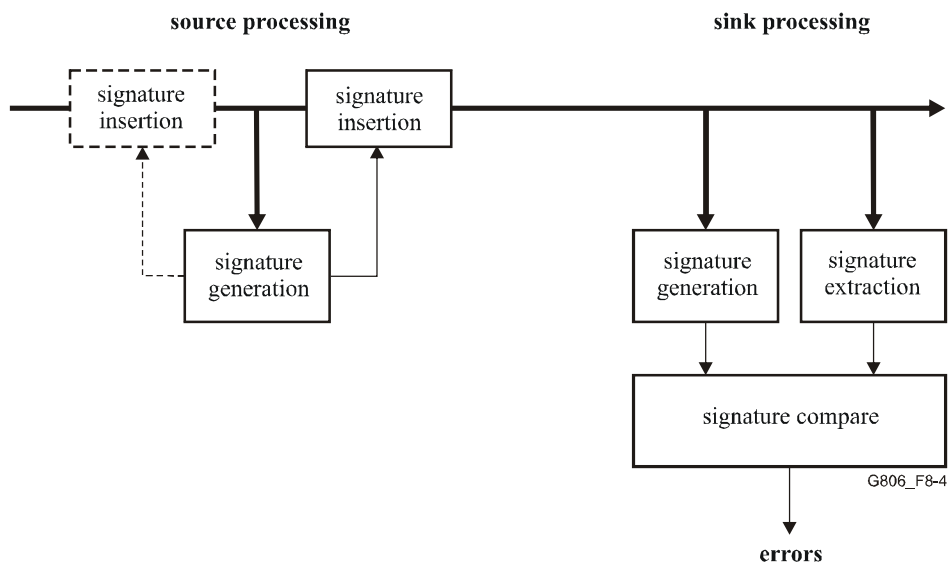 source processing
sink processing
signature
insertion
signature
insertion
signature
generation
signature
generation
signature
extraction
signature compare
G806_F8-4
errors